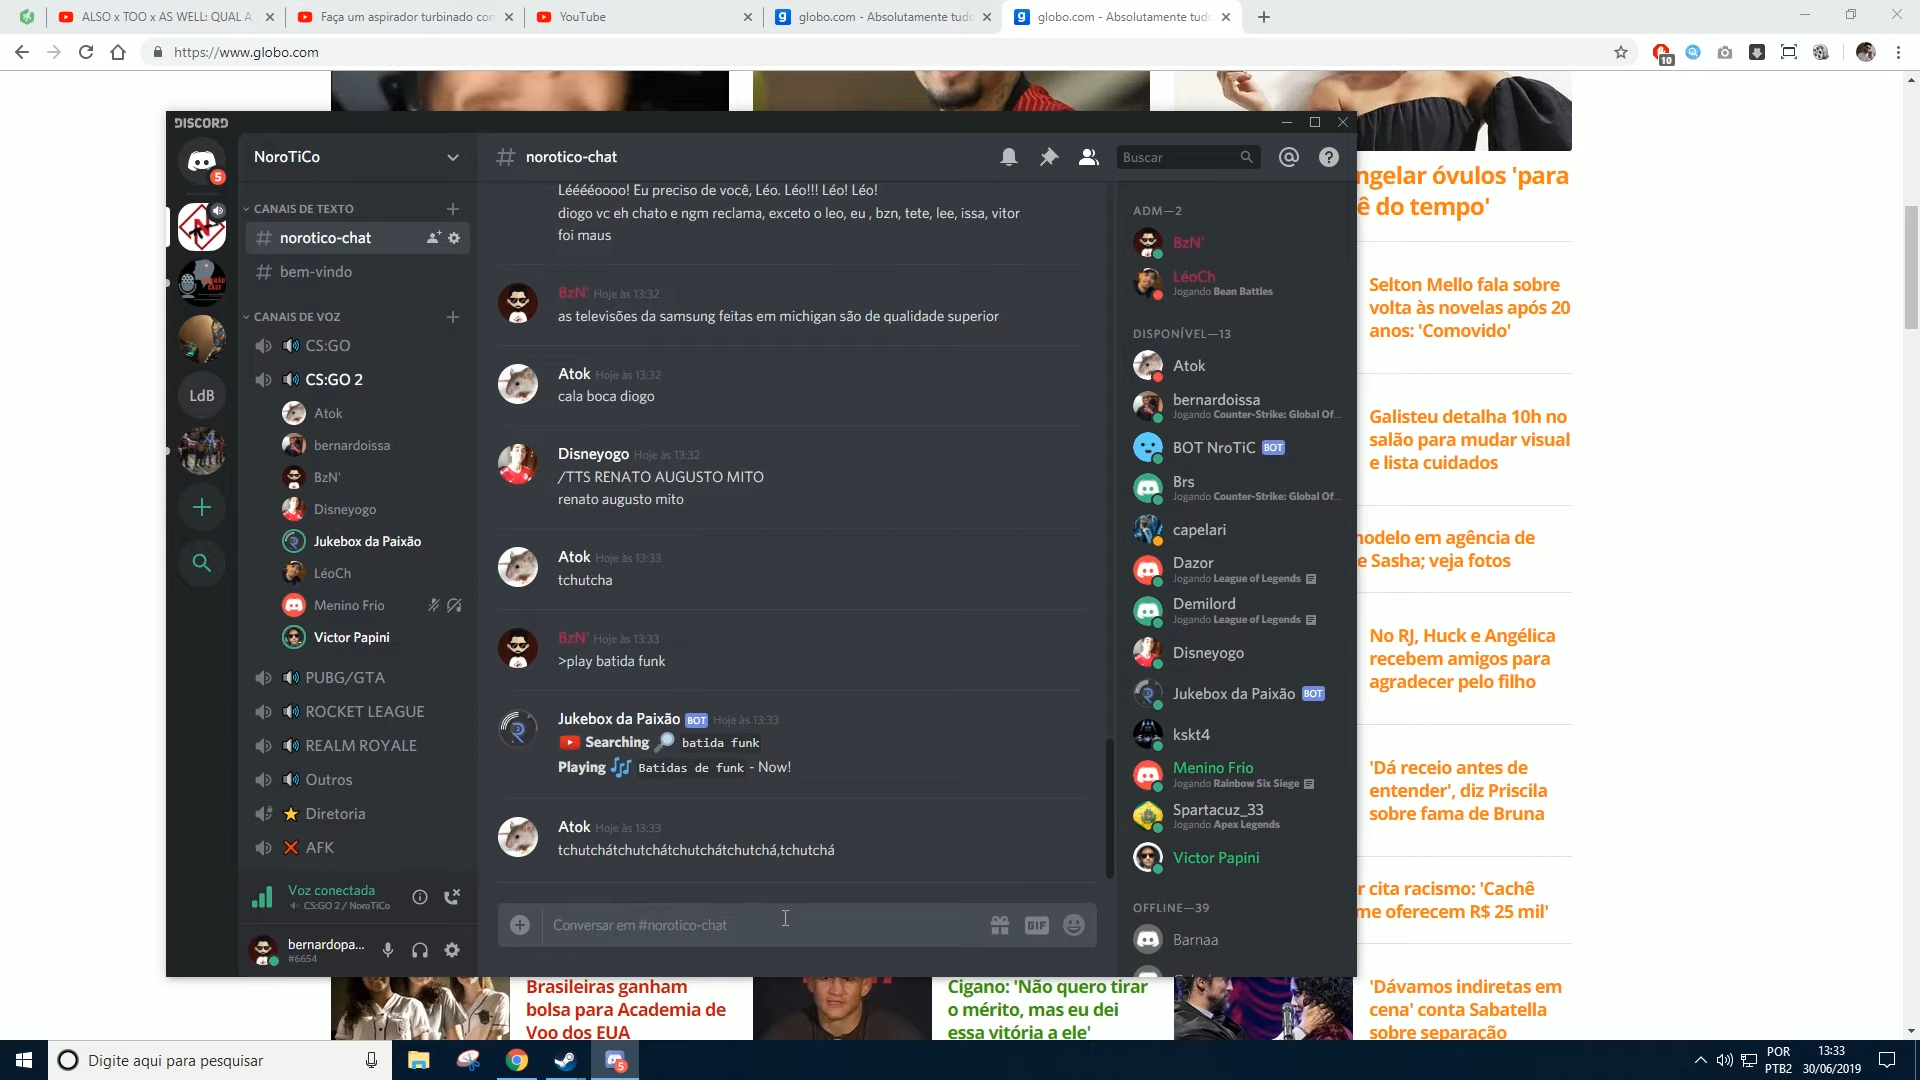 ALSO x TOO x AS WELL: QUAL A
Faça um aspirador turbinado con
YouTube
globo.com - Absolutamente tudo
globo.com - Absolutamente tudo
https://www.globo.com
10
DISCORD
5
LdB
NoroTiCo
CANAIS DE TEXTO
norotico-chat
bem-vindo
CANAIS DE VOZ
CS:GO
CS:GO 2
Atok
bernardoissa
BzN'
Disneyogo
Jukebox da Paixão
LéoCh
Menino Frio
Victor Papini
PUBG/GTA
ROCKET LEAGUE
REALM ROYALE
Outros
Diretoria
AFK
Voz conectada
CS:GO 2 / NoroTiCo
bernardopa...
#6654
# norotico-chat
Buscar
Lééééoooo! Eu preciso de você, Léo. Léo!!! Léo! Léo!
diogo vc eh chato e ngm reclama, exceto o leo, eu , bzn, tete, lee, issa, vitor
foi maus
BzN' Hoje às 13:32
as televisões da samsung feitas em michigan são de qualidade superior
Atok Hoje às 13:32
cala boca diogo
Disneyogo Hoje às 13:32
/TTS RENATO AUGUSTO MITO
renato augusto mito
Atok Hoje às 13:33
tchutcha
BzN' Hoje às 13:33
>play batida funk
Jukebox da Paixão BOT Hoje às 13:33
Searching batida funk
Playing Batidas de funk - Now!
Atok Hoje às 13:33
tchutchátchutchátchutchátchutchá,tchutchá
Conversar em #norotico-chat
GIF
ADM—2
BzN'
LéoCh
Jogando Bean Battles
DISPONÍVEL—13
Atok
bernardoissa
Jogando Counter-Strike: Global Of...
BOT NroTiC BOT
Brs
Jogando Counter-Strike: Global Of...
capelari
Dazor
Jogando League of Legends
Demilord
Jogando League of Legends
Disneyogo
Jukebox da Paixão BOT
kskt4
Menino Frio
Jogando Rainbow Six Siege
Spartacuz_33
Jogando Apex Legends
Victor Papini
OFFLINE—39
Barnaa
ngelar óvulos 'para
ê do tempo'
Selton Mello fala sobre
volta às novelas após 20
anos: 'Comovido'
Galisteu detalha 10h no
salão para mudar visual
e lista cuidados
modelo em agência de
e Sasha; veja fotos
No RJ, Huck e Angélica
recebem amigos para
agradecer pelo filho
'Dá receio antes de
entender', diz Priscila
sobre fama de Bruna
r cita racismo: 'Cachê
me oferecem R$ 25 mil'
'Dávamos indiretas em
cena' conta Sabatella
sobre separação
Brasileiras ganham
bolsa para Academia de
Voo dos EUA
Cigano: 'Não quero tirar
o mérito, mas eu dei
essa vitória a ele'
Digite aqui para pesquisar
5
POR
PTB2
13:33
30/06/2019